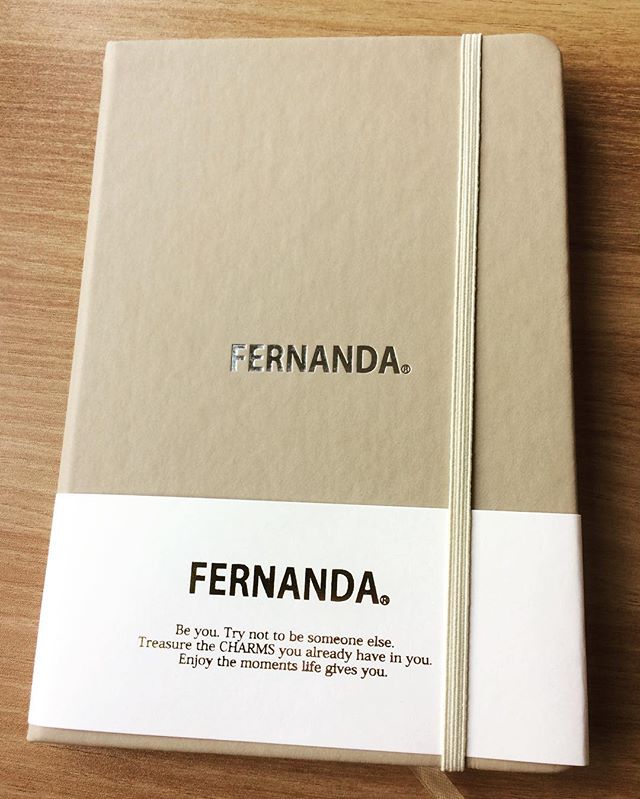 FERNANDA®
FERNANDA®
Be you. Try not to be someone else.
Treasure the CHARMS you already have in you.
Enjoy the moments life gives you.